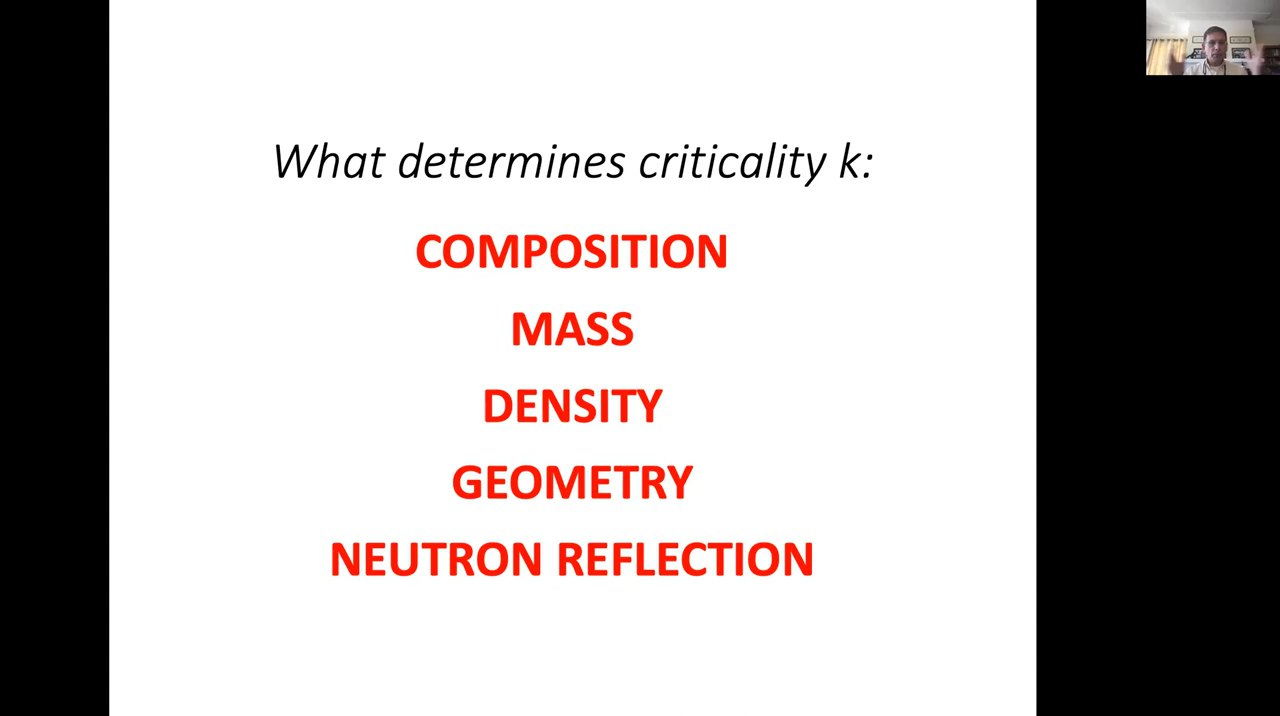 What determines criticality k:
COMPOSITION
MASS
DENSITY
GEOMETRY
NEUTRON REFLECTION